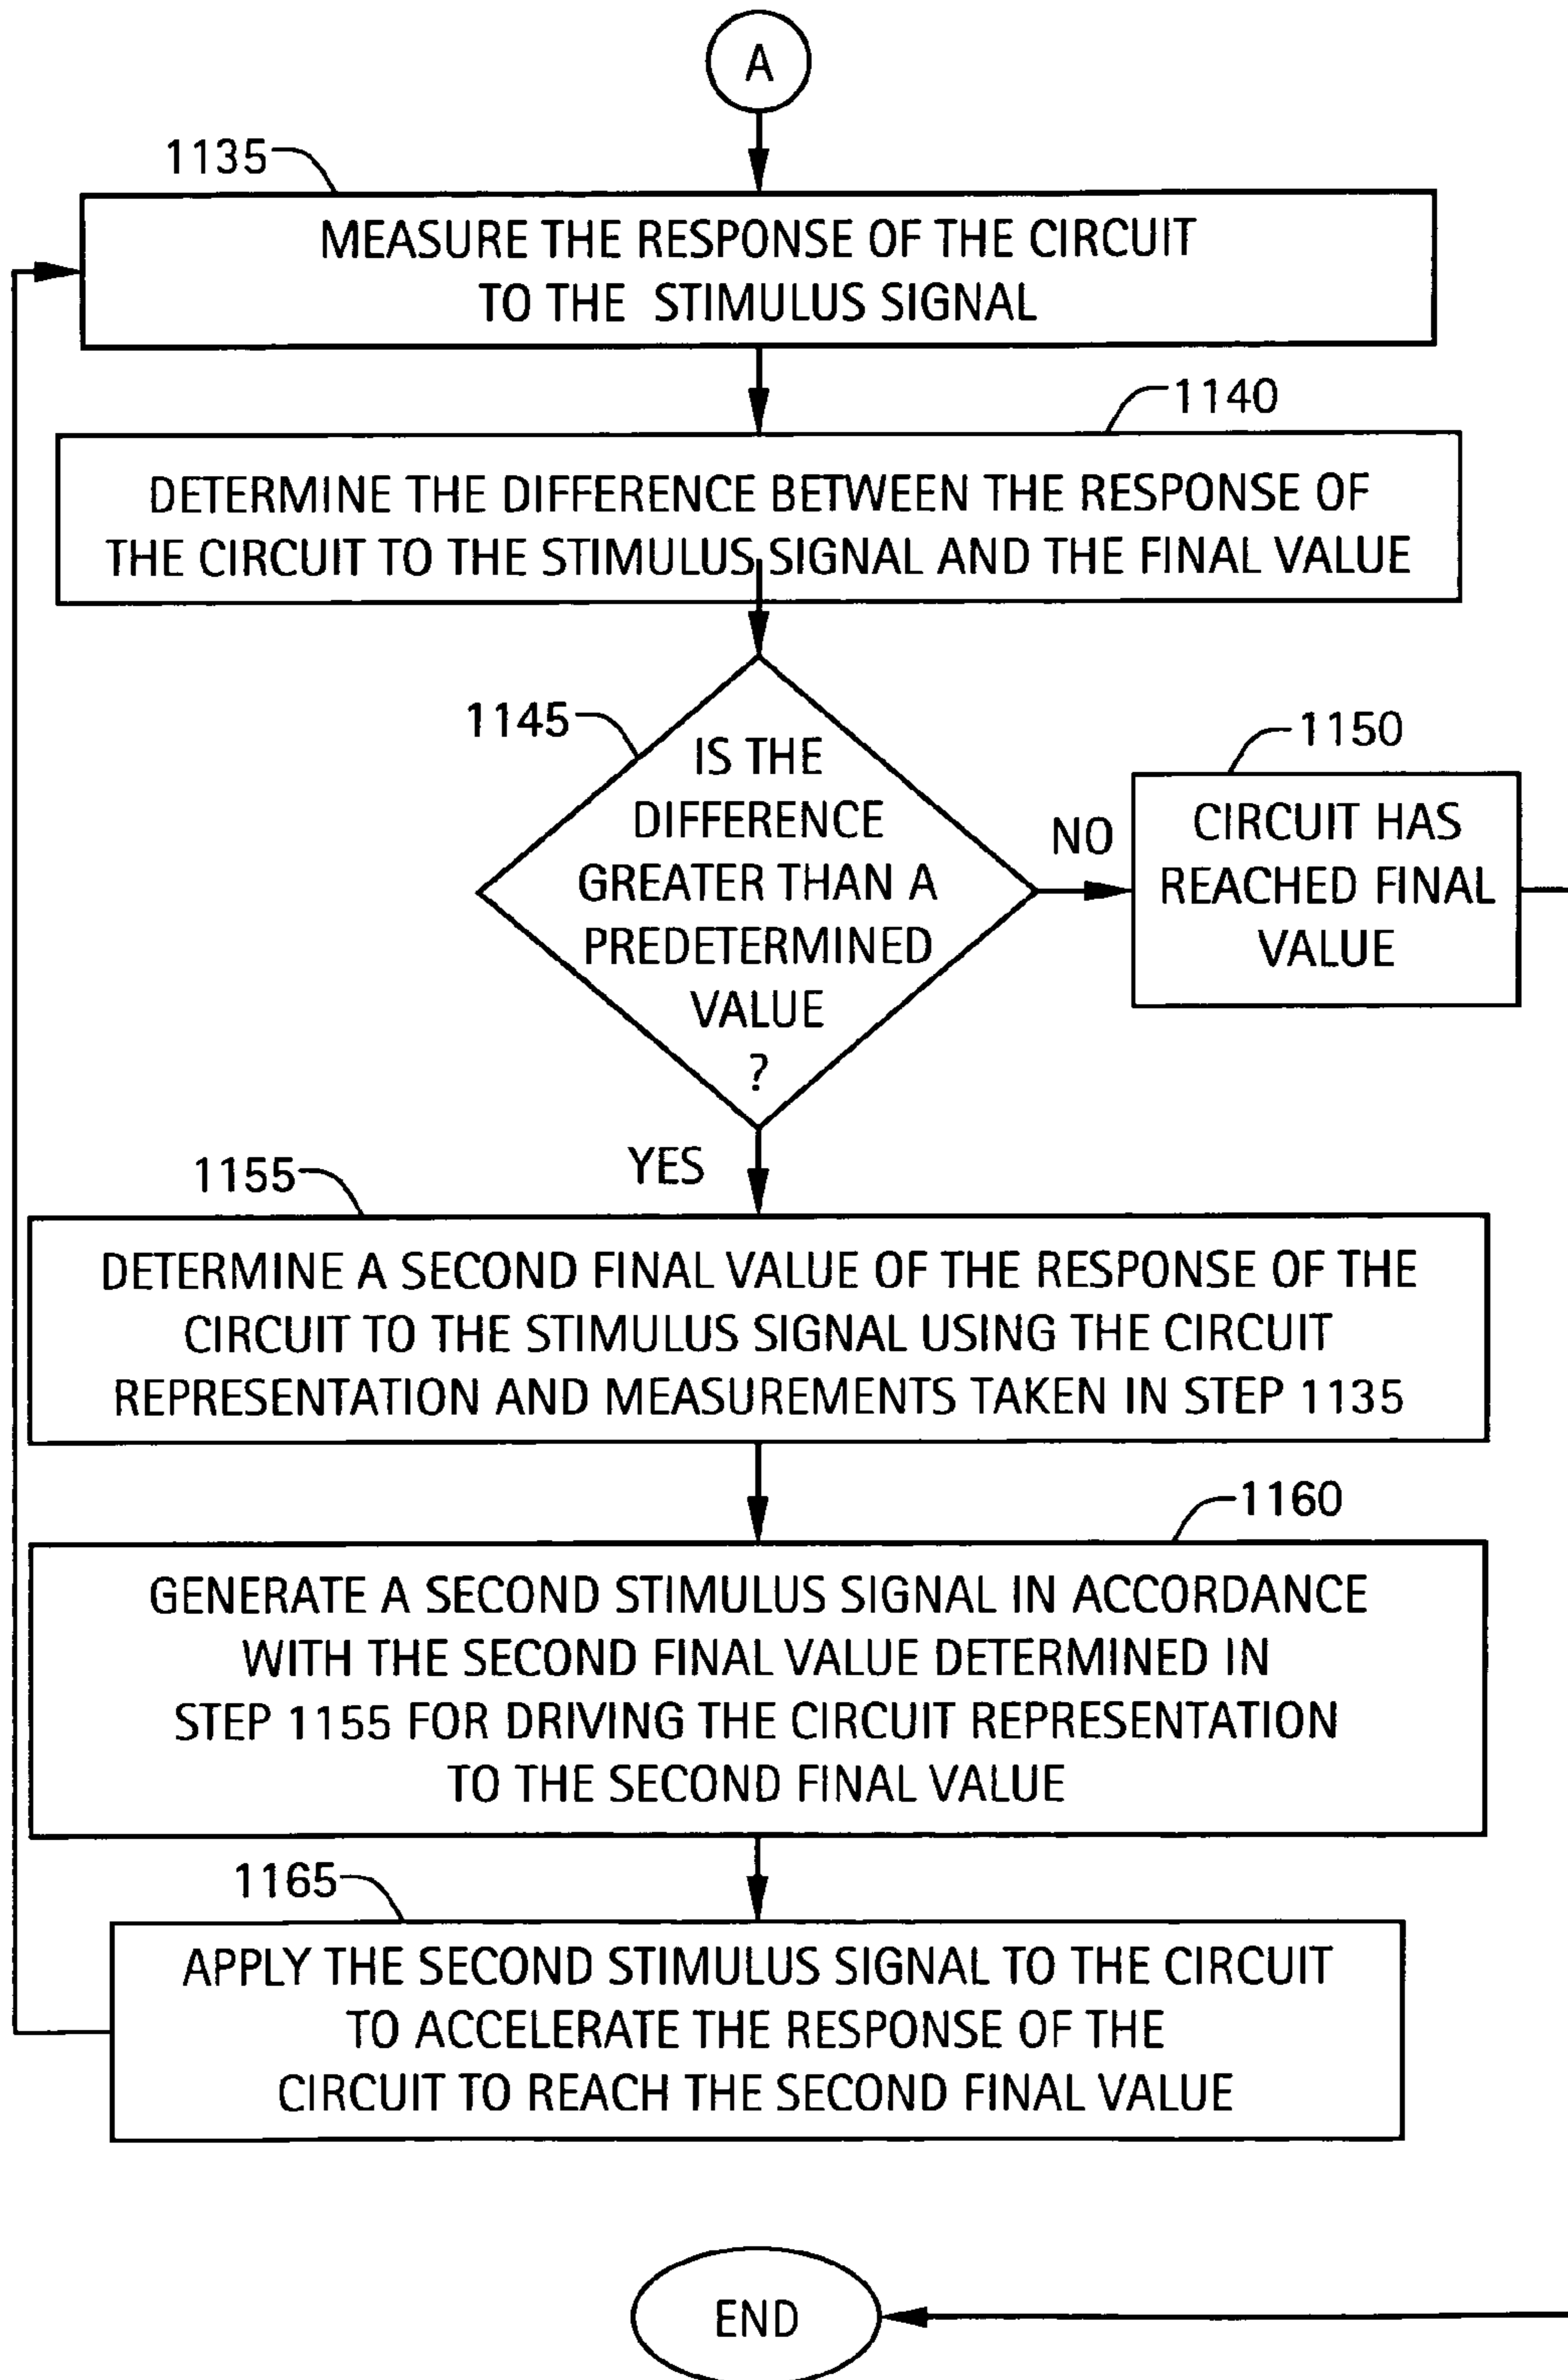 A
1135
MEASURE THE RESPONSE OF THE CIRCUIT
TO THE STIMULUS SIGNAL
1140
DETERMINE THE DIFFERENCE BETWEEN THE RESPONSE OF
THE CIRCUIT TO THE STIMULUS SIGNAL AND THE FINAL VALUE
1145
IS THE
DIFFERENCE
GREATER THAN A
PREDETERMINED
VALUE
?
NO
1150
CIRCUIT HAS
REACHED FINAL
VALUE
YES
1155
DETERMINE A SECOND FINAL VALUE OF THE RESPONSE OF THE
CIRCUIT TO THE STIMULUS SIGNAL USING THE CIRCUIT
REPRESENTATION AND MEASUREMENTS TAKEN IN STEP 1135
1160
GENERATE A SECOND STIMULUS SIGNAL IN ACCORDANCE
WITH THE SECOND FINAL VALUE DETERMINED IN
STEP 1155 FOR DRIVING THE CIRCUIT REPRESENTATION
TO THE SECOND FINAL VALUE
1165
APPLY THE SECOND STIMULUS SIGNAL TO THE CIRCUIT
TO ACCELERATE THE RESPONSE OF THE
CIRCUIT TO REACH THE SECOND FINAL VALUE
END